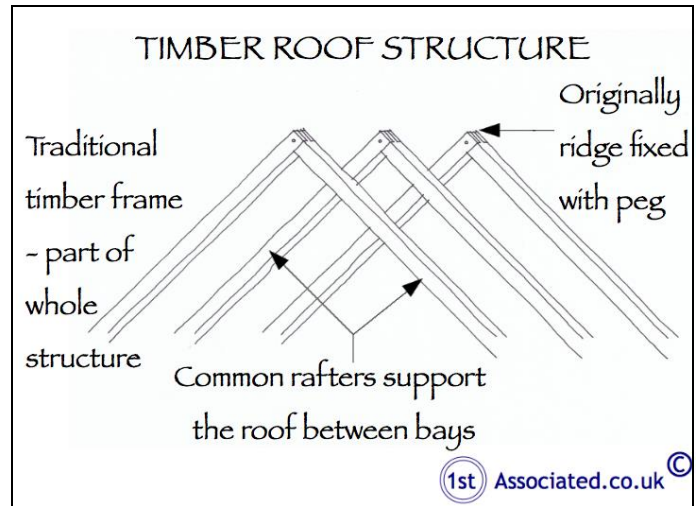 TIMBER ROOF STRUCTURE
Originally
ridge fixed
with peg
Traditional
timber frame
- part of
whole
structure
Common rafters support
the roof between bays
1st Associated.co.uk ©